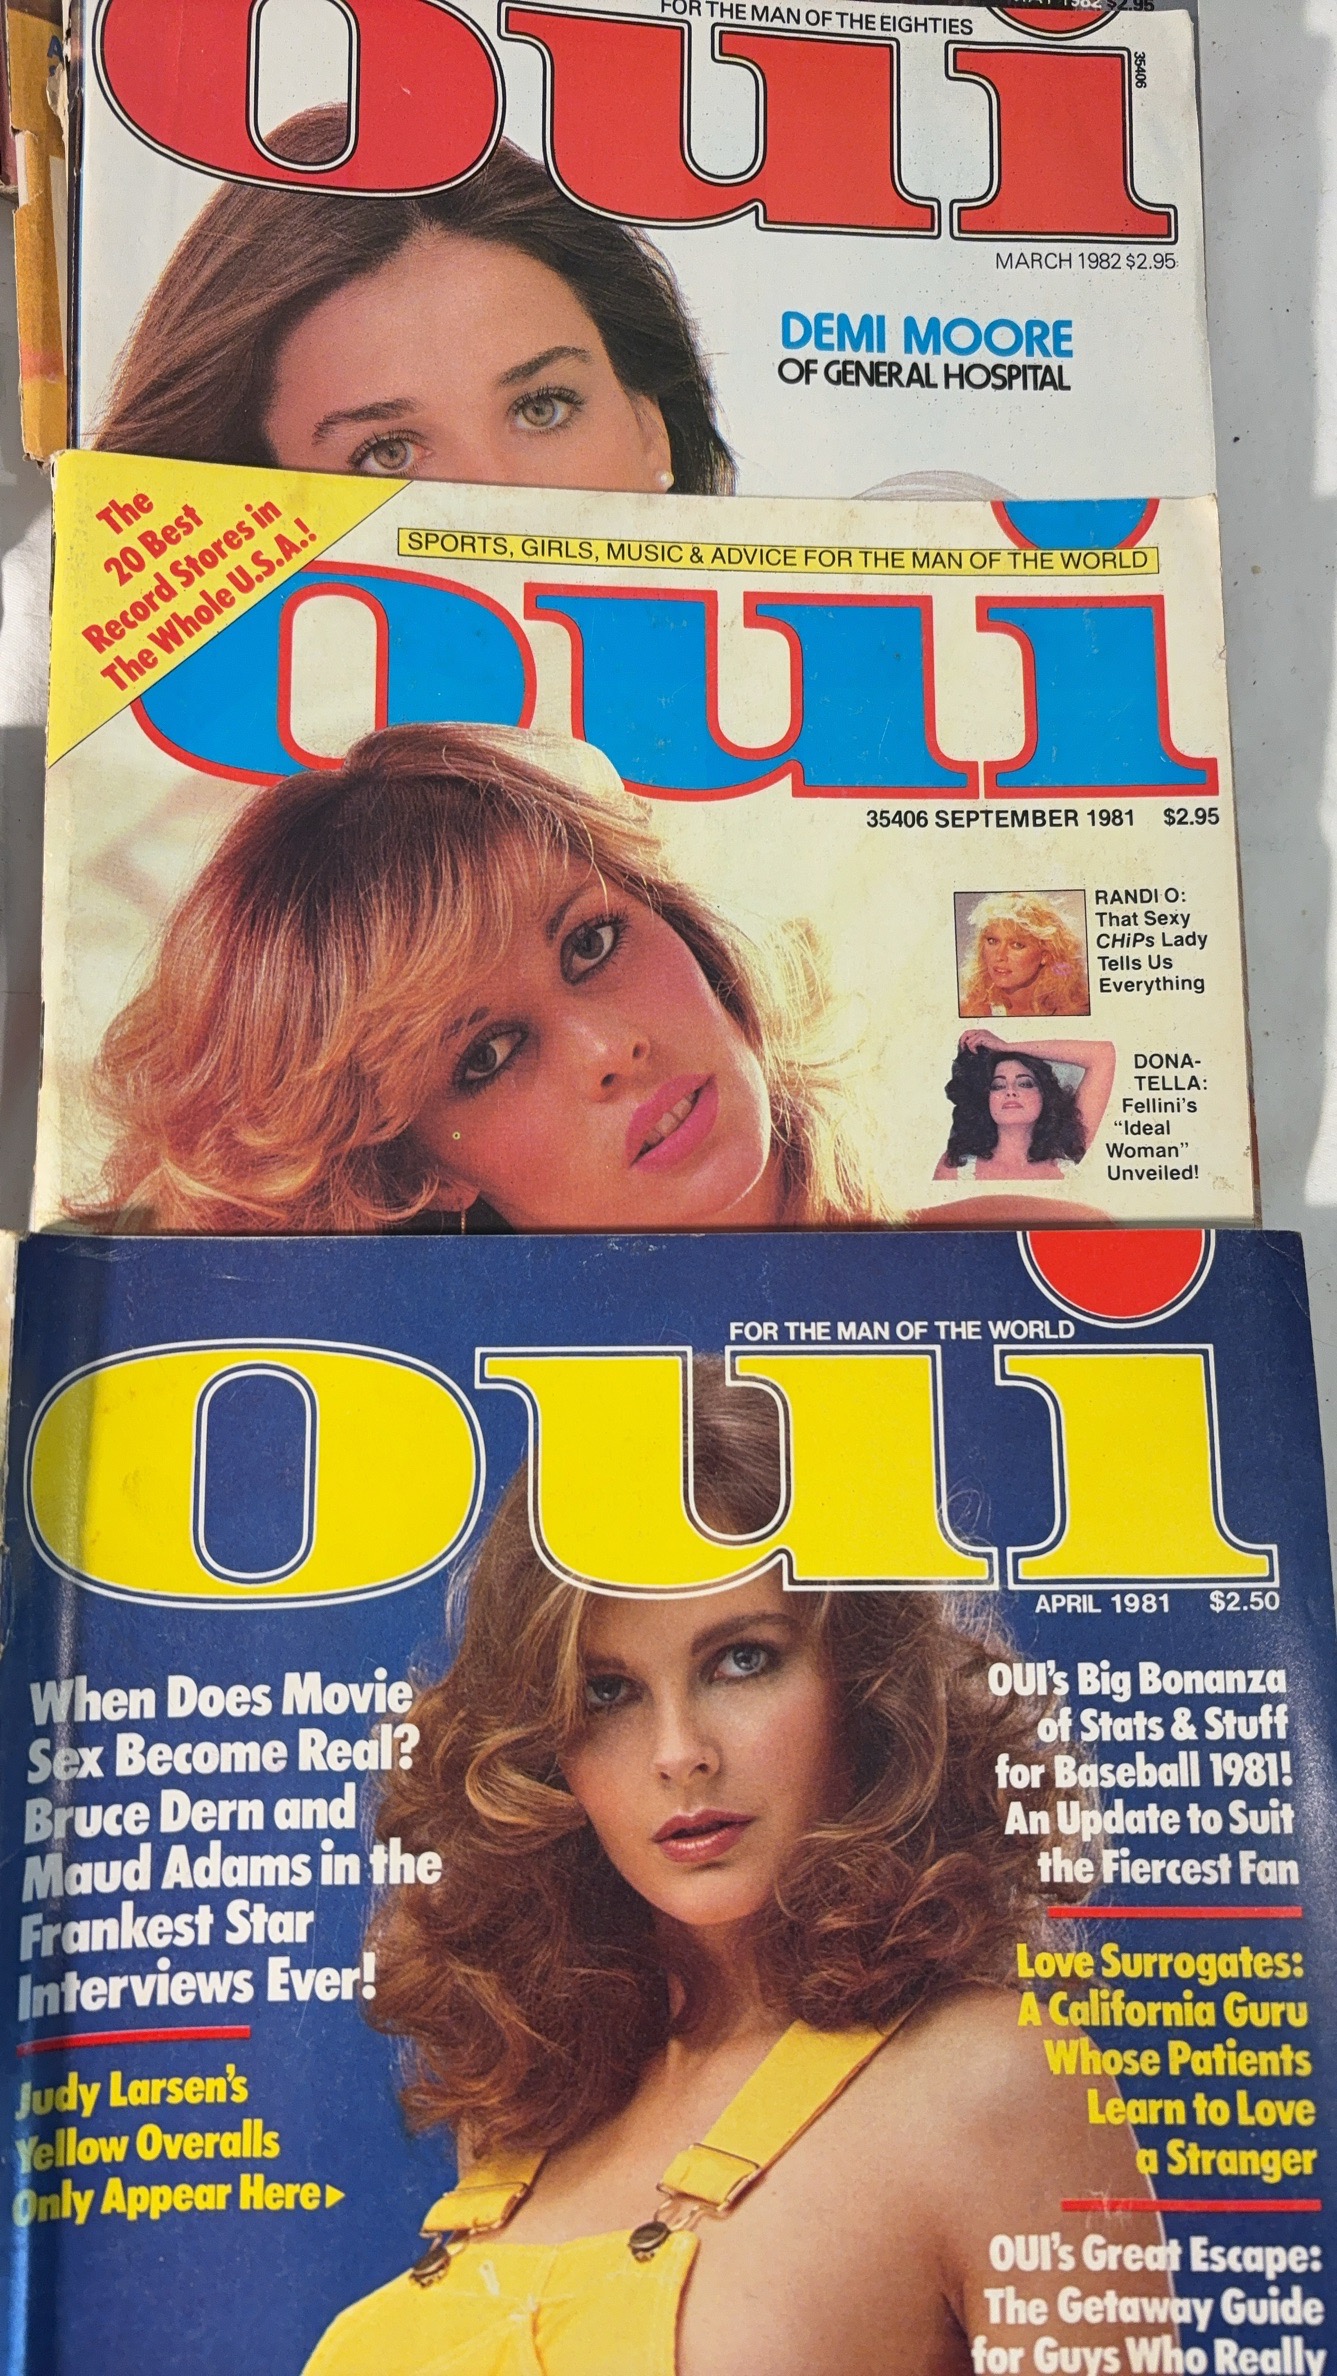 MAY 1982 $2.95
FOR THE MAN OF THE EIGHTIES
oui
35406
MARCH 1982 $2.95
DEMI MOORE
OF GENERAL HOSPITAL
The
20 Best
Record Stores in
The Whole U.S.A.!
SPORTS, GIRLS, MUSIC & ADVICE FOR THE MAN OF THE WORLD
oui
35406 SEPTEMBER 1981 $2.95
RANDI O:
That Sexy
CHiPs Lady
Tells Us
Everything
DONA-
TELLA:
Fellini's
"Ideal
Woman"
Unveiled!
FOR THE MAN OF THE WORLD
oui
APRIL 1981 $2.50
When Does Movie
Sex Become Real?
Bruce Dern and
Maud Adams in the
Frankest Star
Interviews Ever!
Judy Larsen's
Yellow Overalls
Only Appear Here▸
OUI's Big Bonanza
of Stats & Stuff
for Baseball 1981!
An Update to Suit
the Fiercest Fan
Love Surrogates:
A California Guru
Whose Patients
Learn to Love
a Stranger
OUI's Great Escape:
The Getaway Guide
for Guys Who Really